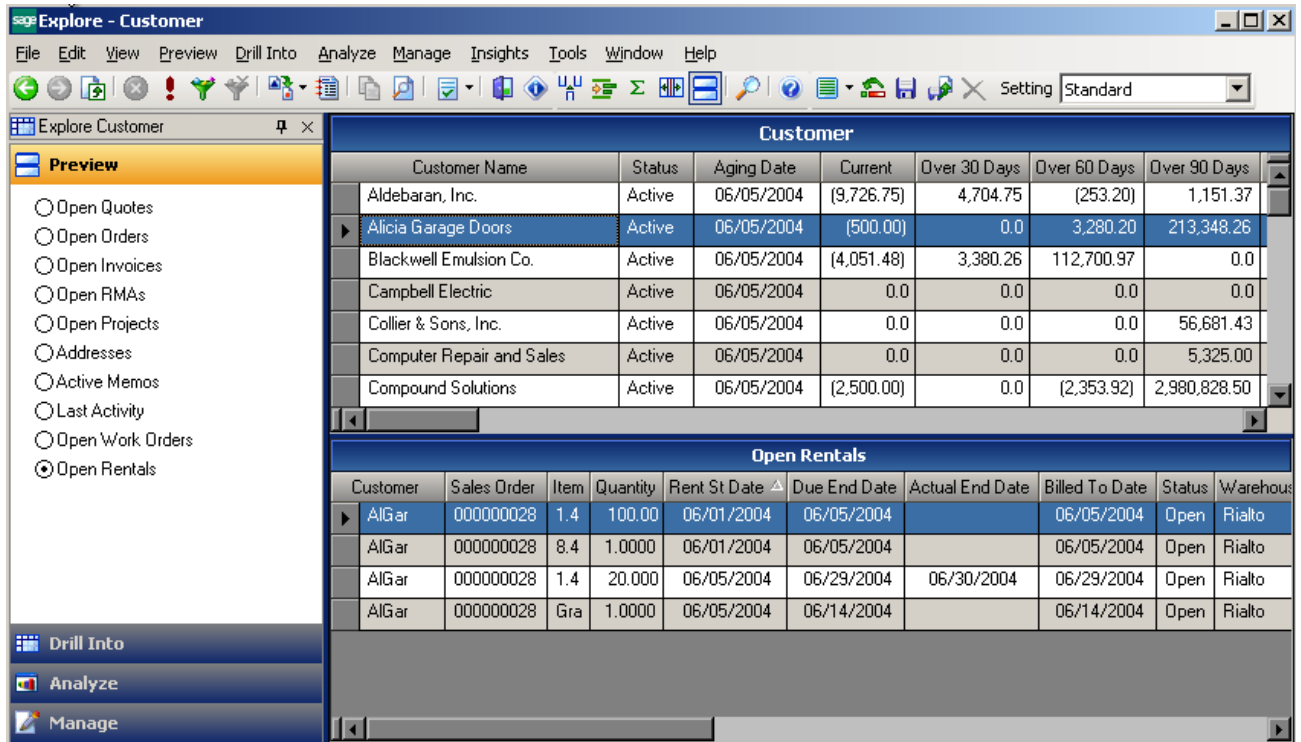 sage Explore - Customer
File Edit View Preview Drill Into Analyze Manage Insights Tools Window Help
Setting Standard
Explore Customer
Preview
Open Quotes
Open Orders
Open Invoices
Open RMAs
Open Projects
Addresses
Active Memos
Last Activity
Open Work Orders
Open Rentals
Drill Into
Analyze
Manage
Customer
Customer Name Status Aging Date Current Over 30 Days Over 60 Days Over 90 Days
Aldebaran, Inc. Active 06/05/2004 (9,726.75) 4,704.75 (253.20) 1,151.37
Alicia Garage Doors Active 06/05/2004 (500.00) 0.0 3,280.20 213,348.26
Blackwell Emulsion Co. Active 06/05/2004 (4,051.48) 3,380.26 112,700.97 0.0
Campbell Electric Active 06/05/2004 0.0 0.0 0.0 0.0
Collier & Sons, Inc. Active 06/05/2004 0.0 0.0 0.0 56,681.43
Computer Repair and Sales Active 06/05/2004 0.0 0.0 0.0 5,325.00
Compound Solutions Active 06/05/2004 (2,500.00) 0.0 (2,353.92) 2,980,828.50
Open Rentals
Customer Sales Order Item Quantity Rent St Date Due End Date Actual End Date Billed To Date Status Warehous
AlGar 000000028 1.4 100.00 06/01/2004 06/05/2004 06/05/2004 Open Rialto
AlGar 000000028 8.4 1.0000 06/01/2004 06/05/2004 06/05/2004 Open Rialto
AlGar 000000028 1.4 20.000 06/05/2004 06/29/2004 06/30/2004 06/29/2004 Open Rialto
AlGar 000000028 Gra 1.0000 06/05/2004 06/14/2004 06/14/2004 Open Rialto